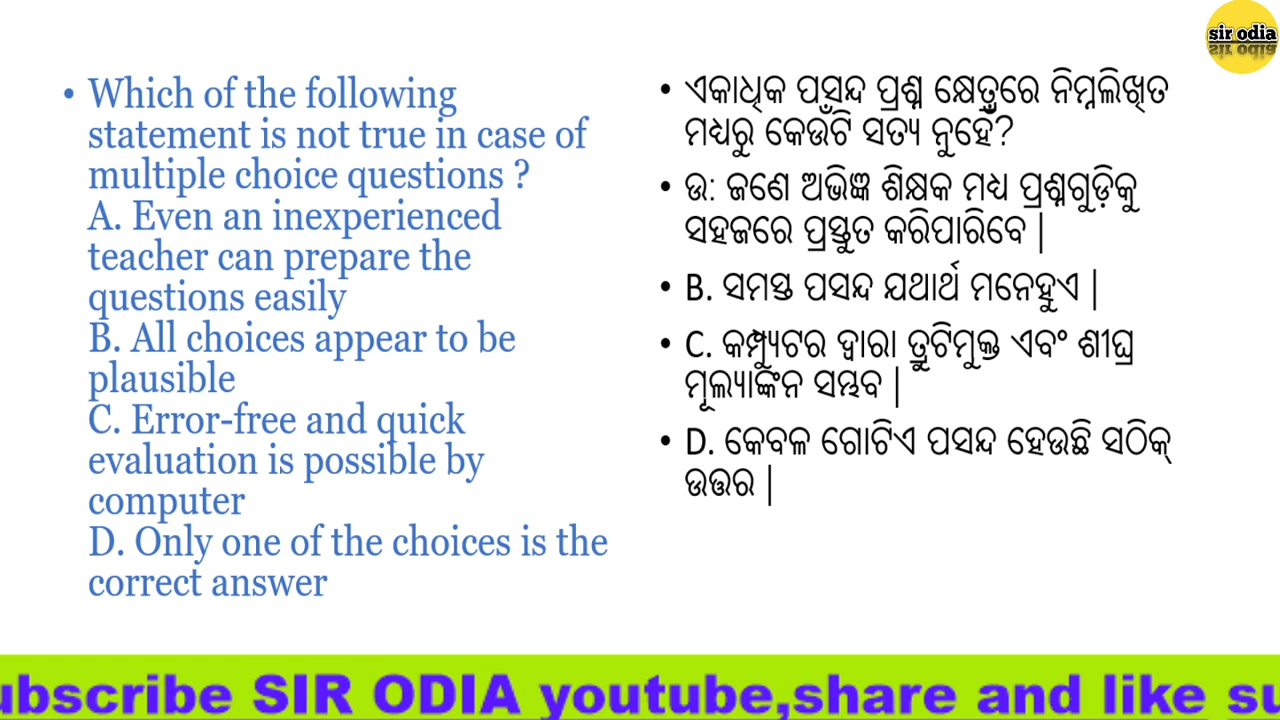 sir odia
• Which of the following
statement is not true in case of
multiple choice questions ?
A. Even an inexperienced
teacher can prepare the
questions easily
B. All choices appear to be
plausible
C. Error-free and quick
evaluation is possible by
computer
D. Only one of the choices is the
correct answer
• ଏକାଧିକ ପସନ୍ଦ ପ୍ରଶ୍ନ କ୍ଷେତ୍ରରେ ନିମ୍ନଲିଖିତ
ମଧ୍ୟରୁ କେଉଁଟି ସତ୍ୟ ନୁହେଁ?
• ଉ: ଜଣେ ଅଭିଜ୍ଞ ଶିକ୍ଷକ ମଧ୍ୟ ପ୍ରଶ୍ନଗୁଡ଼ିକୁ
ସହଜରେ ପ୍ରସ୍ତୁତ କରିପାରିବେ |
• B. ସମସ୍ତ ପସନ୍ଦ ଯଥାର୍ଥ ମନେହୁଏ |
• C. କମ୍ପ୍ୟୁଟର ଦ୍ୱାରା ତ୍ରୁଟିମୁକ୍ତ ଏବଂ ଶୀଘ୍ର
ମୂଲ୍ୟାଙ୍କନ ସମ୍ଭବ |
• D. କେବଳ ଗୋଟିଏ ପସନ୍ଦ ହେଉଛି ସଠିକ୍
ଉତ୍ତର |
ubscribe SIR ODIA youtube,share and like su